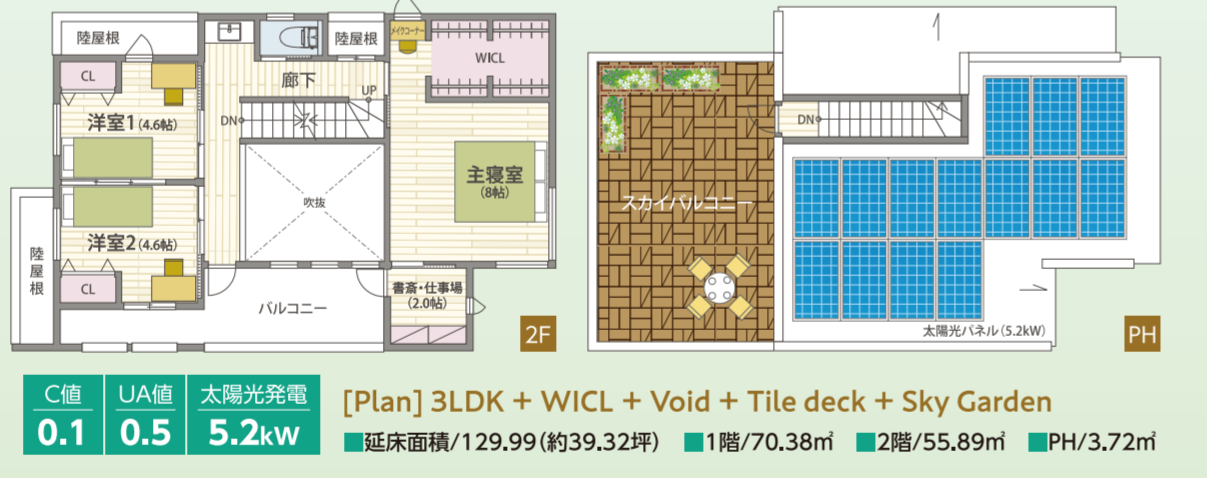 陸屋根
陸屋根
メイクコーナー
CL
WICL
廊下
UP
洋室1(4.6帖)
DN
主寝室
(8帖)
吹抜
洋室2(4.6帖)
陸屋根
CL
書斎・仕事場
(2.0帖)
バルコニー
2F
DN
スカイバルコニー
太陽光パネル(5.2kW)
PH
C値
0.1
UA値
0.5
太陽光発電
5.2kW
[Plan] 3LDK + WICL + Void + Tile deck + Sky Garden
■延床面積/129.99(約39.32坪) ■1階/70.38㎡ ■2階/55.89㎡ ■PH/3.72㎡